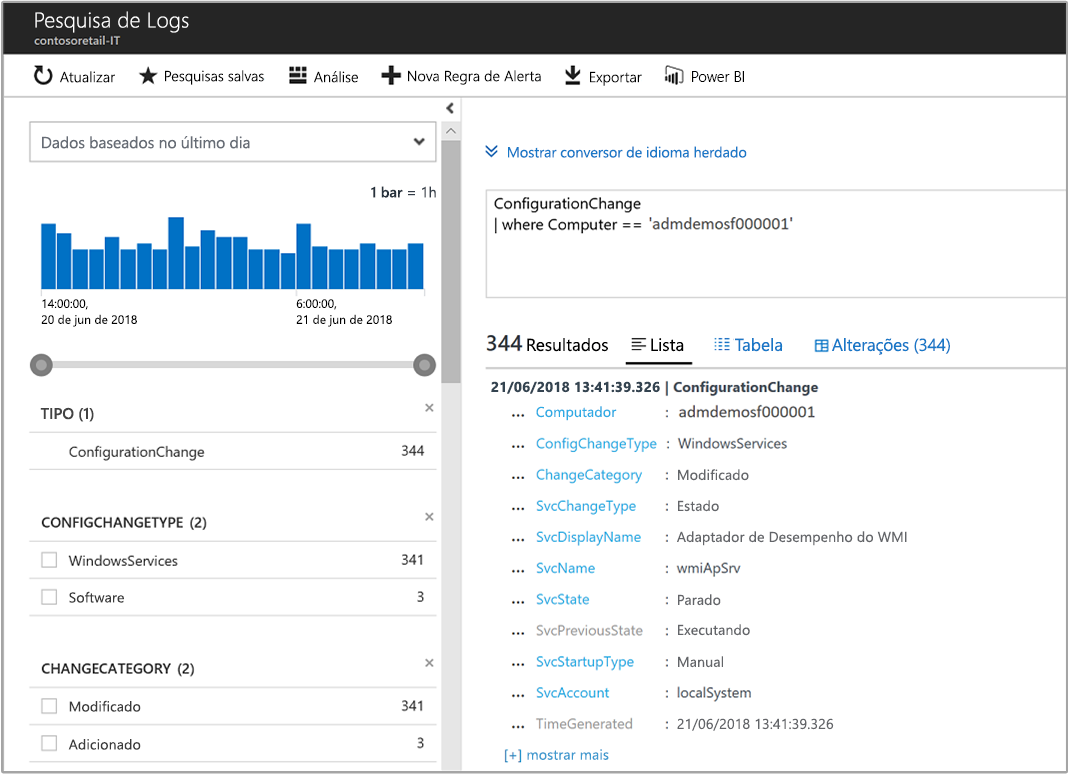 Pesquisa de Logs
contosoretail-IT
Atualizar Pesquisas salvas Análise Nova Regra de Alerta Exportar Power BI
Dados baseados no último dia
1 bar = 1h
14:00:00,
20 de jun de 2018
6:00:00,
21 de jun de 2018
TIPO (1)
ConfigurationChange 344
CONFIGCHANGETYPE (2)
WindowsServices 341
Software 3
CHANGECATEGORY (2)
Modificado 341
Adicionado 3
Mostrar conversor de idioma herdado
ConfigurationChange
| where Computer == 'admdemosf000001'
344 Resultados Lista Tabela Alterações (344)
21/06/2018 13:41:39.326 | ConfigurationChange
... Computador : admdemosf000001
... ConfigChangeType : WindowsServices
... ChangeCategory : Modificado
... SvcChangeType : Estado
... SvcDisplayName : Adaptador de Desempenho do WMI
... SvcName : wmiApSrv
... SvcState : Parado
... SvcPreviousState : Executando
... SvcStartupType : Manual
... SvcAccount : localSystem
... TimeGenerated : 21/06/2018 13:41:39.326
[+] mostrar mais